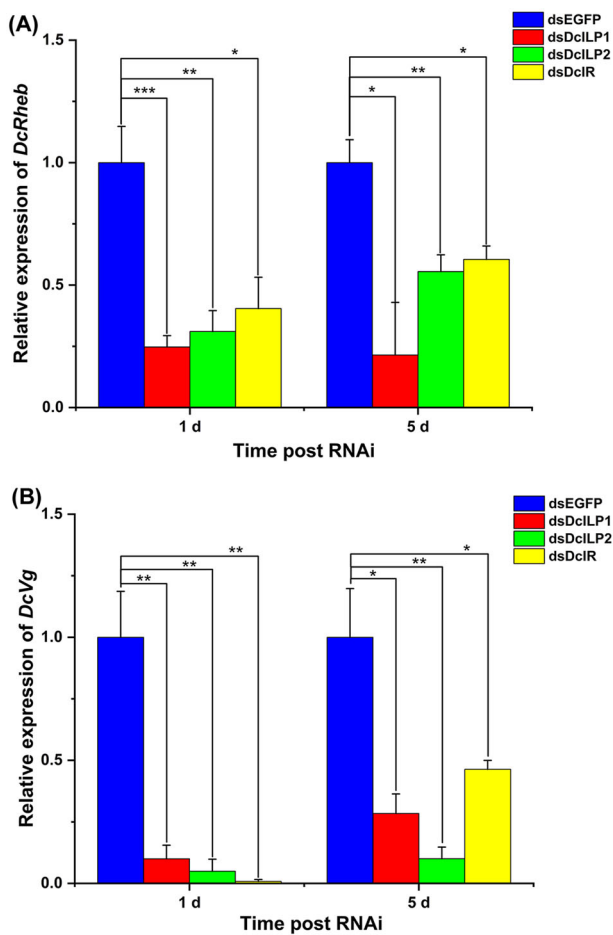 (A)
dsEGFP
dsDcILP1
dsDcILP2
dsDcIR
1.5
1.0
0.5
0.0
Relative expression of DcRheb
*
**
***
*
**
*
1 d
5 d
Time post RNAi
(B)
dsEGFP
dsDcILP1
dsDcILP2
dsDcIR
1.5
1.0
0.5
0.0
Relative expression of DcVg
**
**
**
*
**
*
1 d
5 d
Time post RNAi